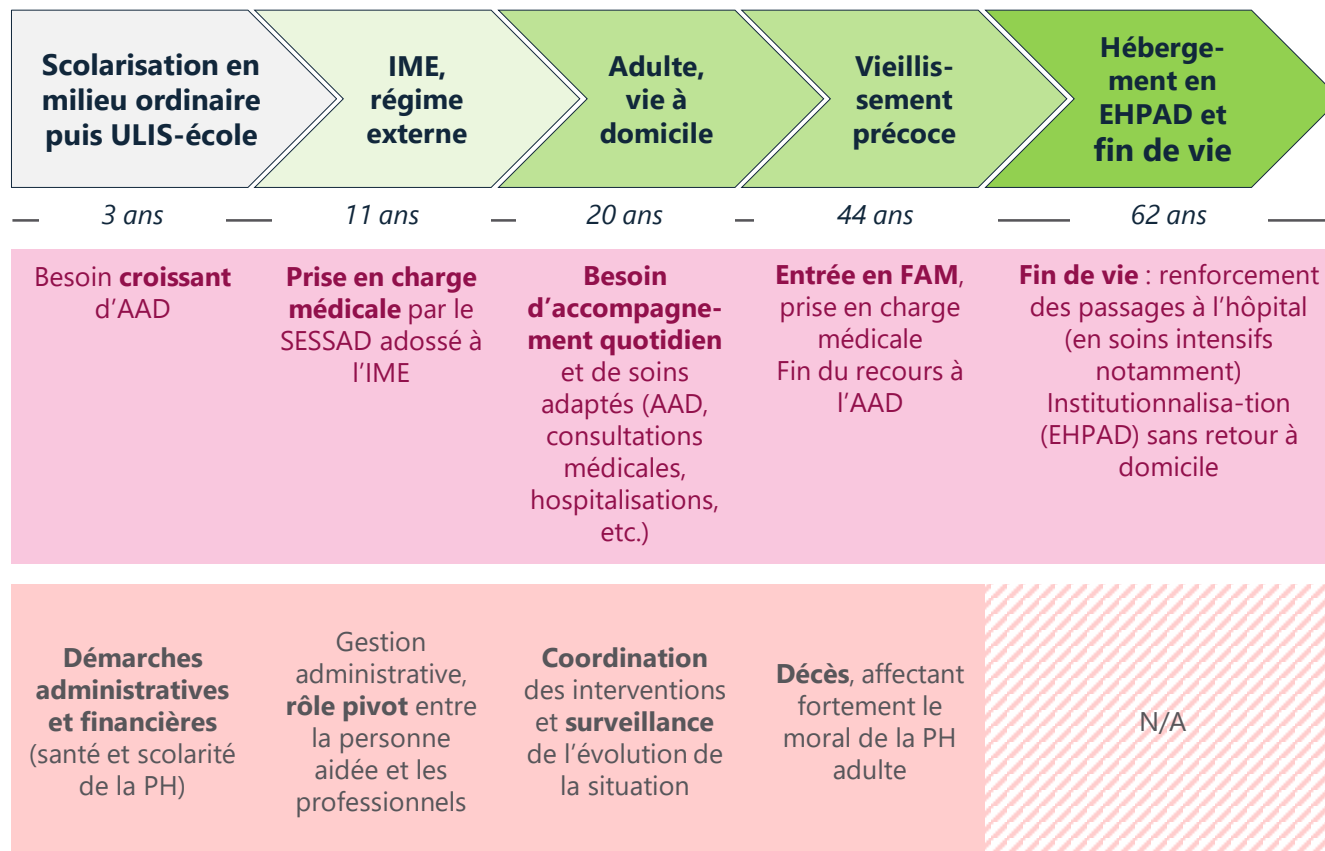 Scolarisation en
milieu ordinaire
puis ULIS-école
IME,
régime
externe
Adulte,
vie à
domicile
Vieillis-
sement
précoce
Héberge-
ment en
EHPAD et
fin de vie
3 ans
11 ans
20 ans
44 ans
62 ans
Besoin croissant
d’AAD
Prise en charge
médicale par le
SESSAD adossé à
l’IME
Besoin
d’accompagne-
ment quotidien
et de soins
adaptés (AAD,
consultations
médicales,
hospitalisations,
etc.)
Entrée en FAM,
prise en charge
médicale
Fin du recours à
l’AAD
Fin de vie : renforcement
des passages à l’hôpital
(en soins intensifs
notamment)
Institutionnalisa-tion
(EHPAD) sans retour à
domicile
Démarches
administratives
et financières
(santé et scolarité
de la PH)
Gestion
administrative,
rôle pivot entre
la personne
aidée et les
professionnels
Coordination
des interventions
et surveillance
de l’évolution de
la situation
Décès, affectant
fortement le
moral de la PH
adulte
N/A